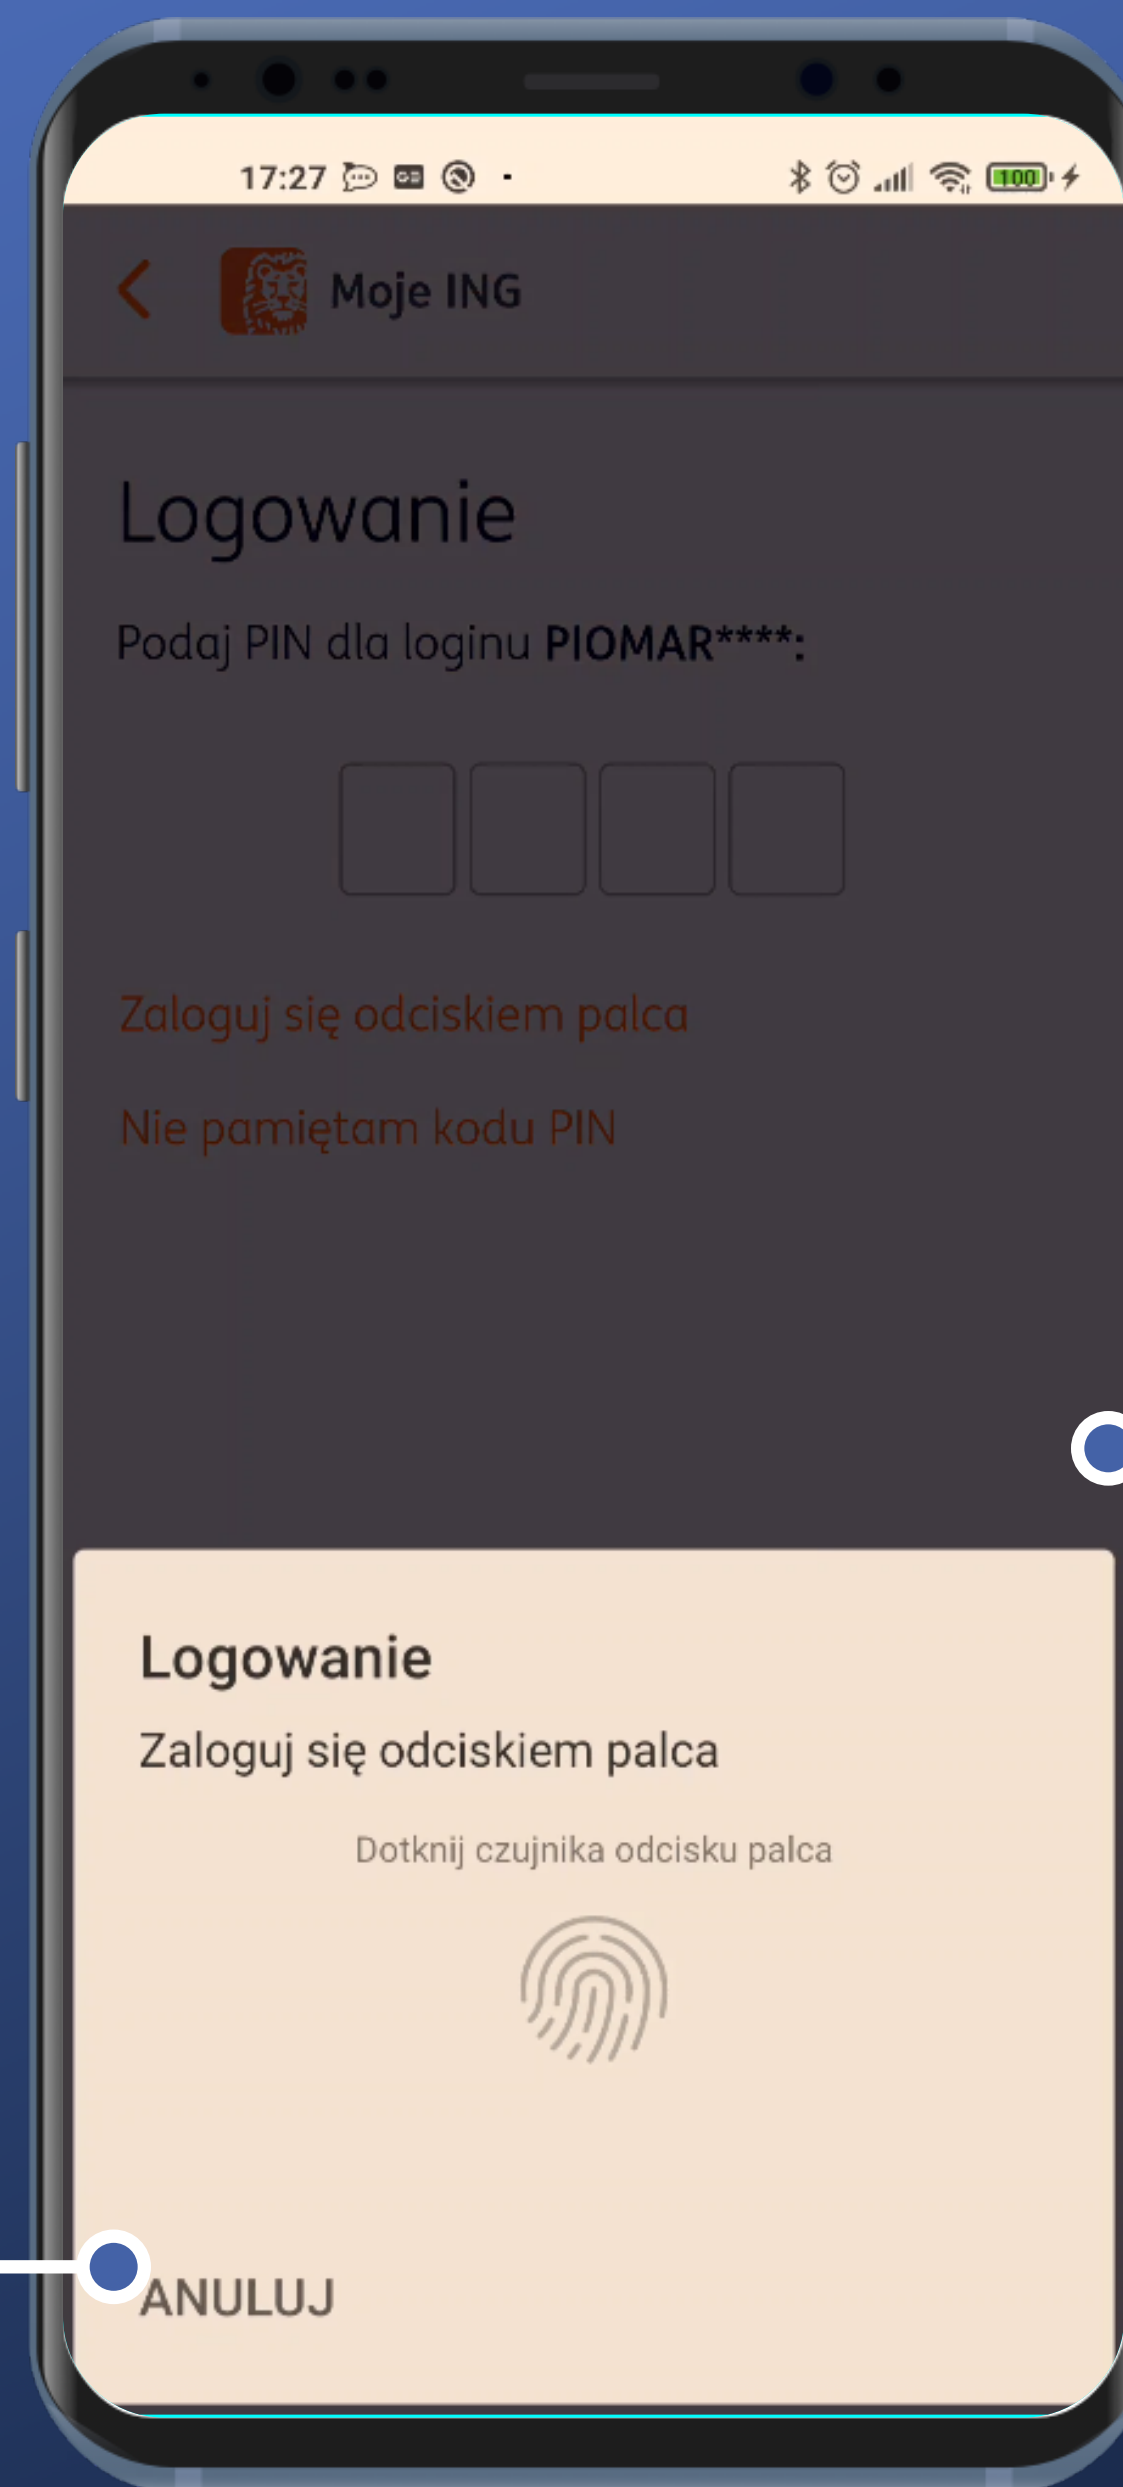 17:27
100
Moje ING
Logowanie
Podaj PIN dla loginu PIOMAR****:
Zaloguj się odciskiem palca
Nie pamiętam kodu PIN
Logowanie
Zaloguj się odciskiem palca
Dotknij czujnika odcisku palca
ANULUJ